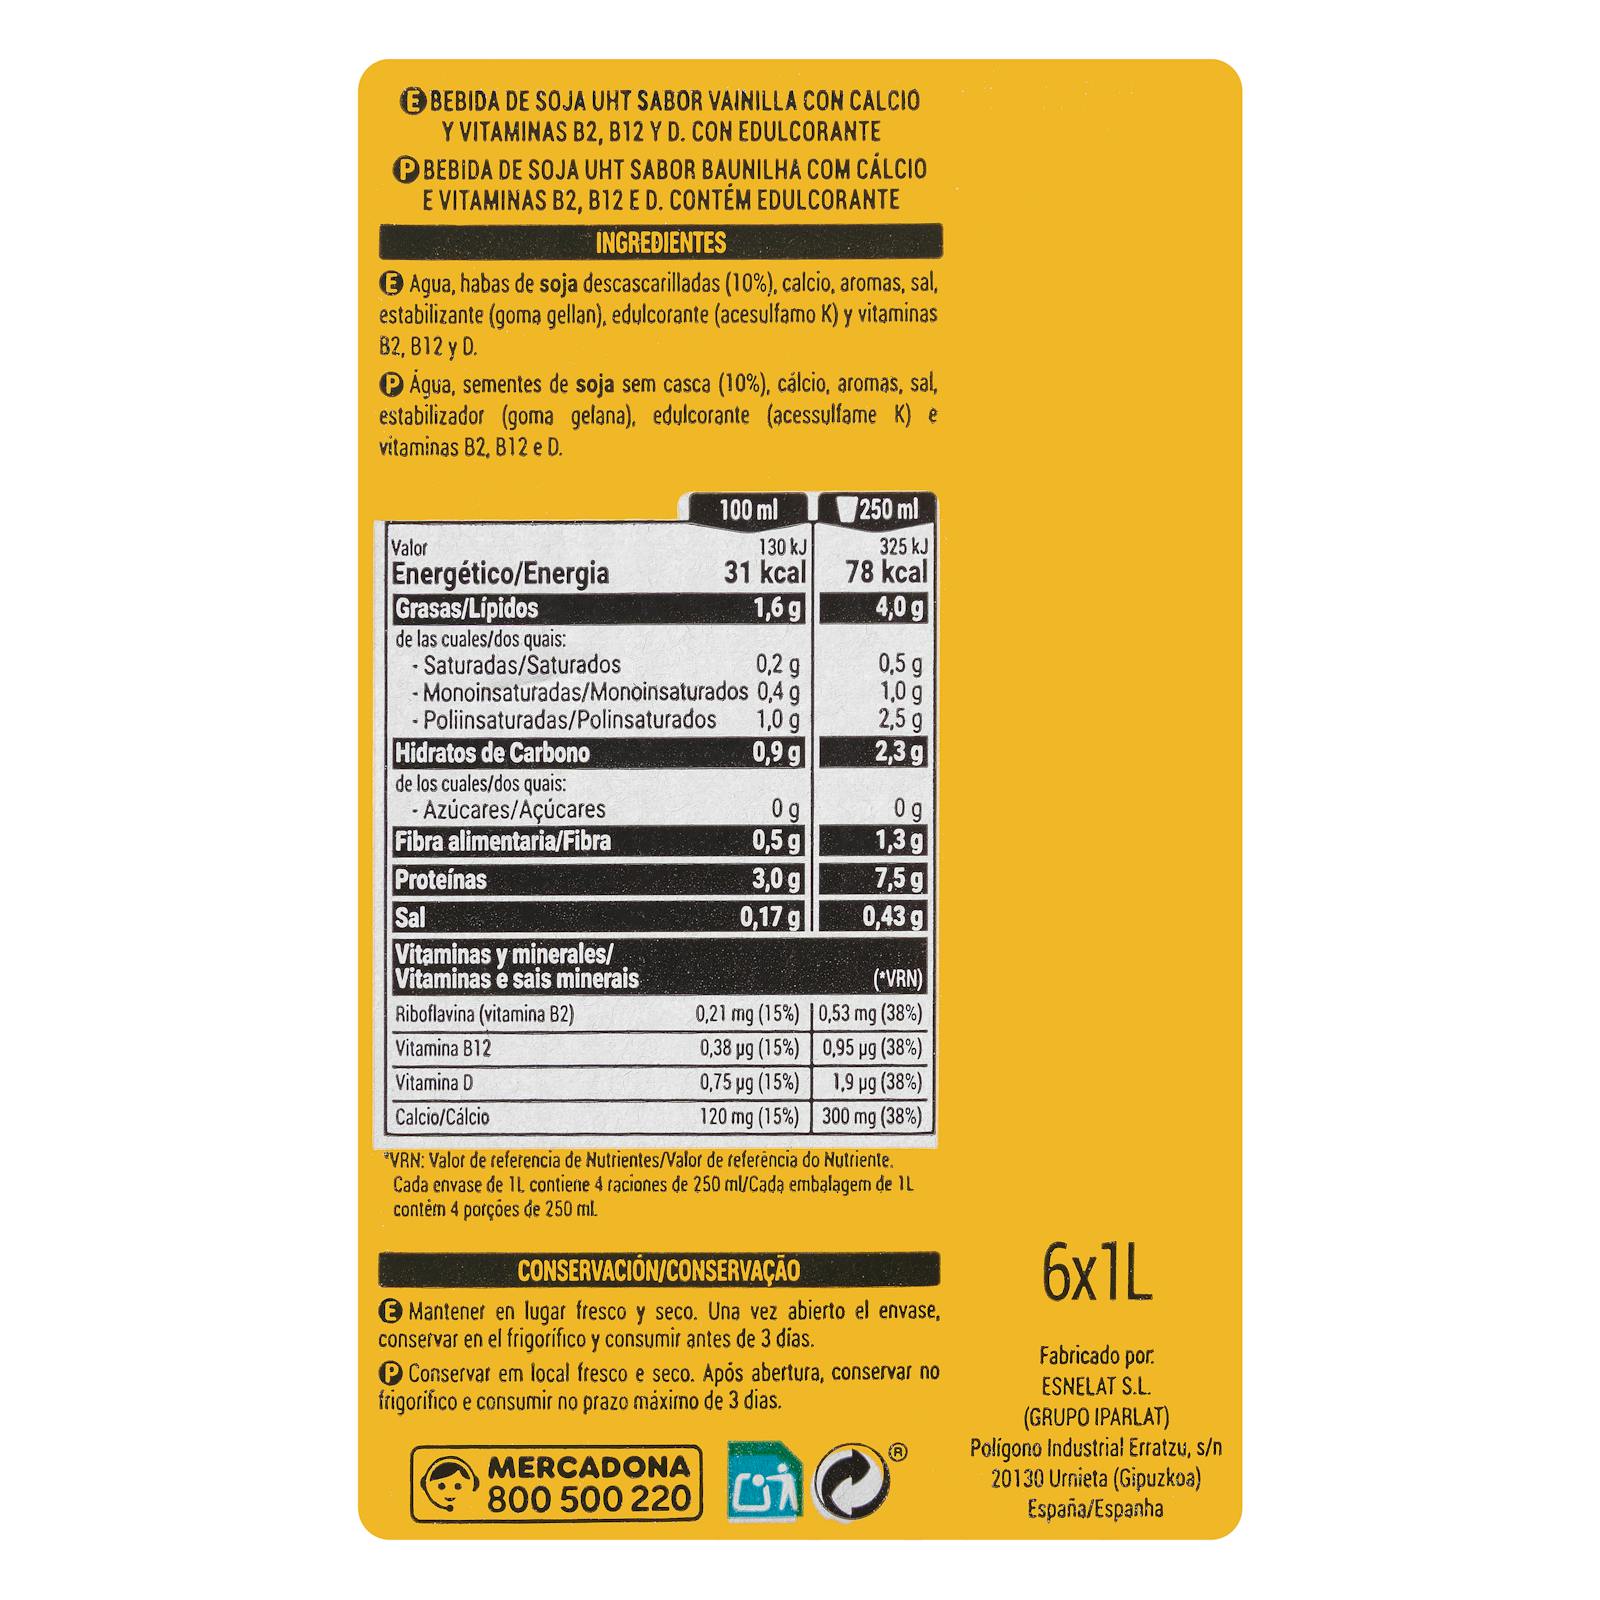 E BEBIDA DE SOJA UHT SABOR VAINILLA CON CALCIO
Y VITAMINAS B2, B12 Y D. CON EDULCORANTE
P BEBIDA DE SOJA UHT SABOR BAUNILHA COM CÁLCIO
E VITAMINAS B2, B12 E D. CONTÉM EDULCORANTE
INGREDIENTES
E Agua, habas de soja descascarilladas (10%), calcio, aromas, sal,
estabilizante (goma gellan), edulcorante (acesulfamo K) y vitaminas
B2, B12 y D.
P Água, sementes de soja sem casca (10%), cálcio, aromas, sal,
estabilizador (goma gelana), edulcorante (acessulfame K) e
vitaminas B2, B12 e D.
100 ml 250 ml
Valor 130 kJ 325 kJ
Energético/Energia 31 kcal 78 kcal
Grasas/Lípidos 1,6 g 4,0 g
de las cuales/dos quais:
- Saturadas/Saturados 0,2 g 0,5 g
- Monoinsaturadas/Monoinsaturados 0,4 g 1,0 g
- Poliinsaturadas/Polinsaturados 1,0 g 2,5 g
Hidratos de Carbono 0,9 g 2,3 g
de los cuales/dos quais:
- Azúcares/Açúcares 0 g 0 g
Fibra alimentaria/Fibra 0,5 g 1,3 g
Proteínas 3,0 g 7,5 g
Sal 0,17 g 0,43 g
Vitaminas y minerales/
Vitaminas e sais minerais (*VRN)
Riboflavina (vitamina B2) 0,21 mg (15%) 0,53 mg (38%)
Vitamina B12 0,38 µg (15%) 0,95 µg (38%)
Vitamina D 0,75 µg (15%) 1,9 µg (38%)
Calcio/Cálcio 120 mg (15%) 300 mg (38%)
*VRN: Valor de referencia de Nutrientes/Valor de referência do Nutriente.
Cada envase de 1L contiene 4 raciones de 250 ml/Cada embalagem de 1L
contém 4 porções de 250 ml.
CONSERVACIÓN/CONSERVAÇÃO
E Mantener en lugar fresco y seco. Una vez abierto el envase,
conservar en el frigorífico y consumir antes de 3 días.
P Conservar em local fresco e seco. Após abertura, conservar no
frigorífico e consumir no prazo máximo de 3 dias.
MERCADONA
800 500 220
®
6x1L
Fabricado por:
ESNELAT S.L.
(GRUPO IPARLAT)
Polígono Industrial Erratzu, s/n
20130 Urnieta (Gipuzkoa)
España/Espanha